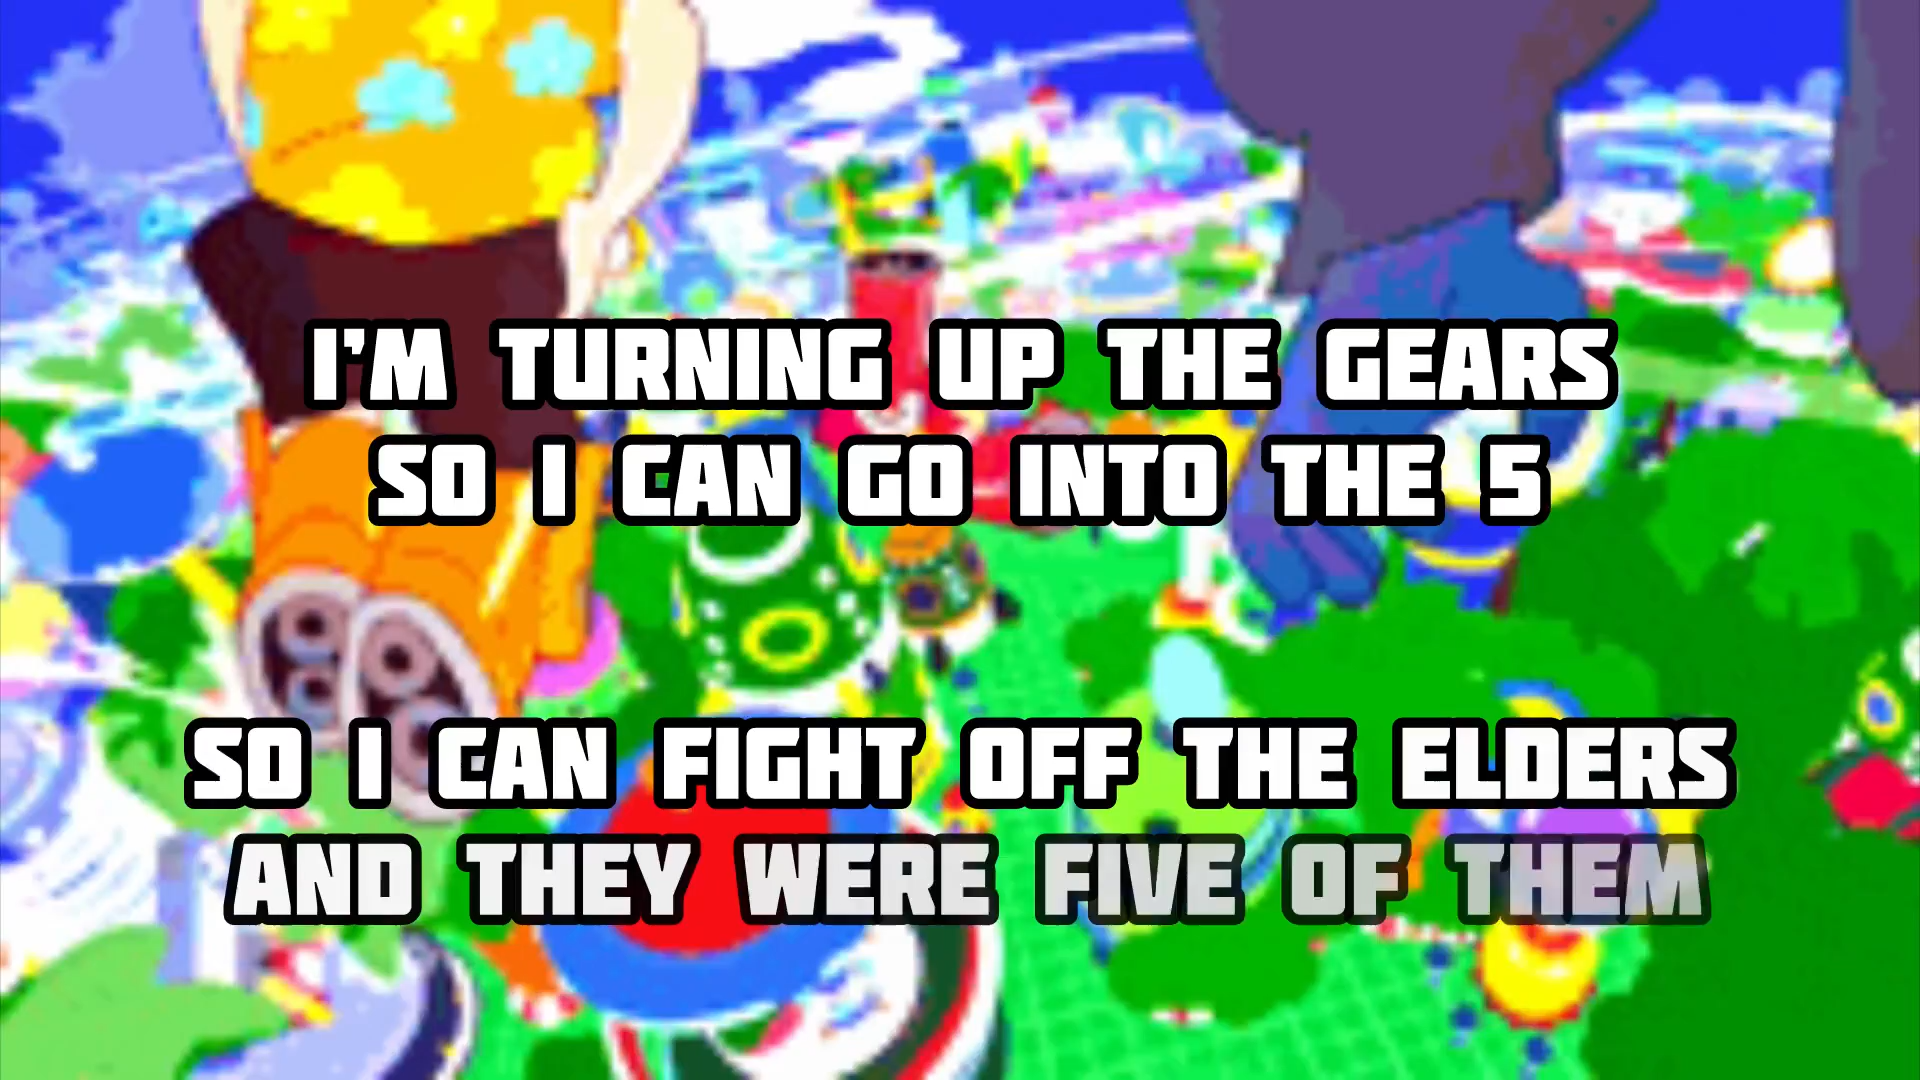 I'M TURNING UP THE GEARS
SO I CAN GO INTO THE 5
SO I CAN FIGHT OFF THE ELDERS
AND THEY WERE FIVE OF THEM